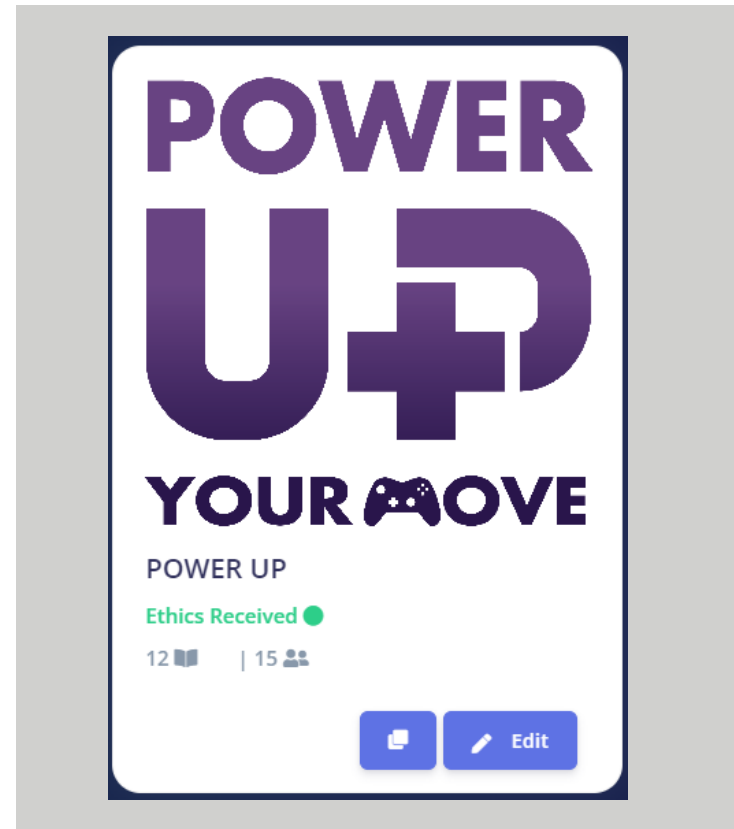 POWER
UP
YOUR MOVE
POWER UP
Ethics Received
12 | 15
Edit